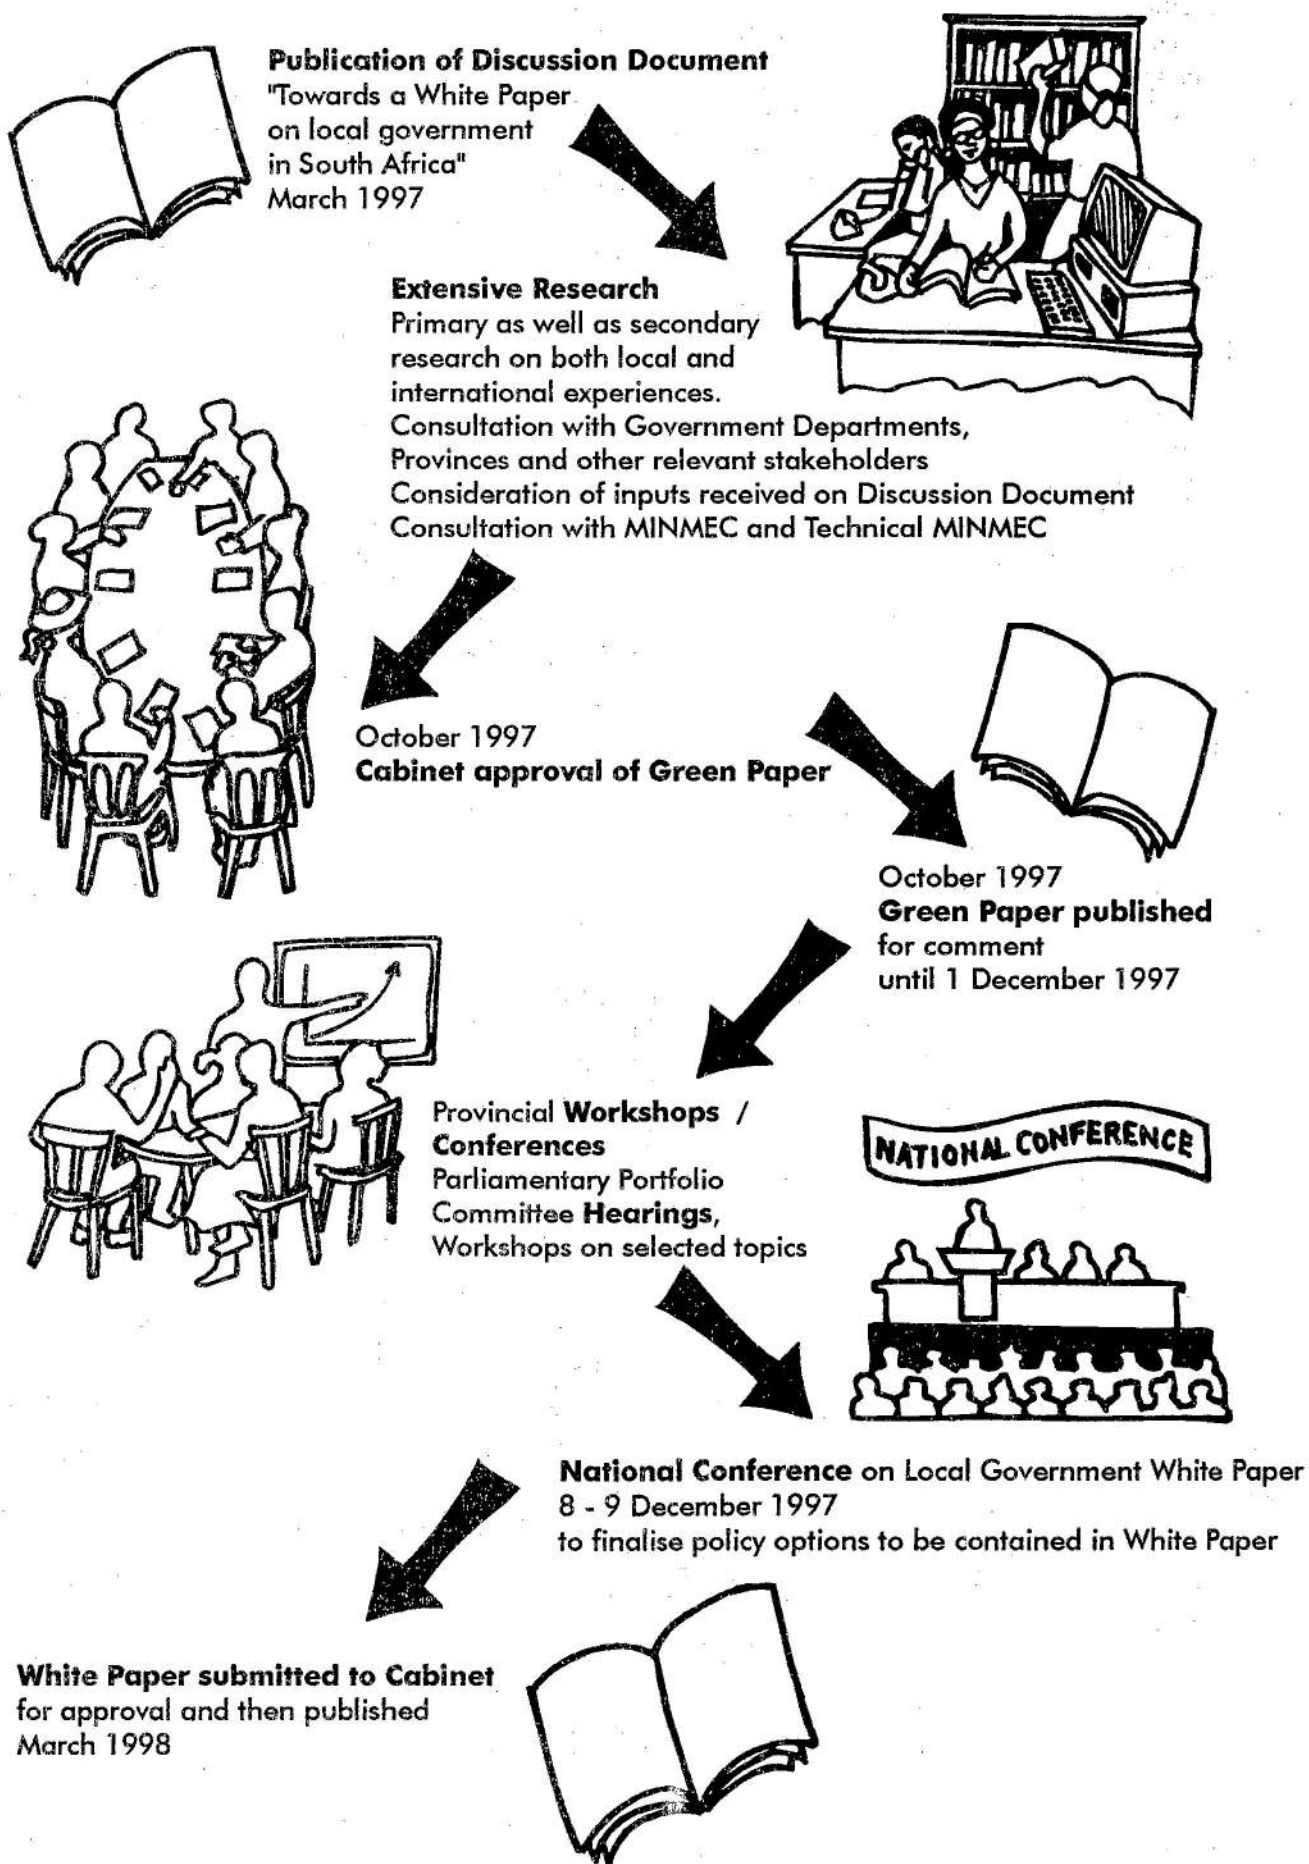 Publication of Discussion Document
"Towards a White Paper
on local government
in South Africa"
March 1997
Extensive Research
Primary as well as secondary
research on both local and
international experiences.
Consultation with Government Departments,
Provinces and other relevant stakeholders
Consideration of inputs received on Discussion Document
Consultation with MINMEC and Technical MINMEC
October 1997
Cabinet approval of Green Paper
October 1997
Green Paper published
for comment
until 1 December 1997
Provincial Workshops /
Conferences
Parliamentary Portfolio
Committee Hearings,
Workshops on selected topics
NATIONAL CONFERENCE
National Conference on Local Government White Paper
8 - 9 December 1997
to finalise policy options to be contained in White Paper
White Paper submitted to Cabinet
for approval and then published
March 1998